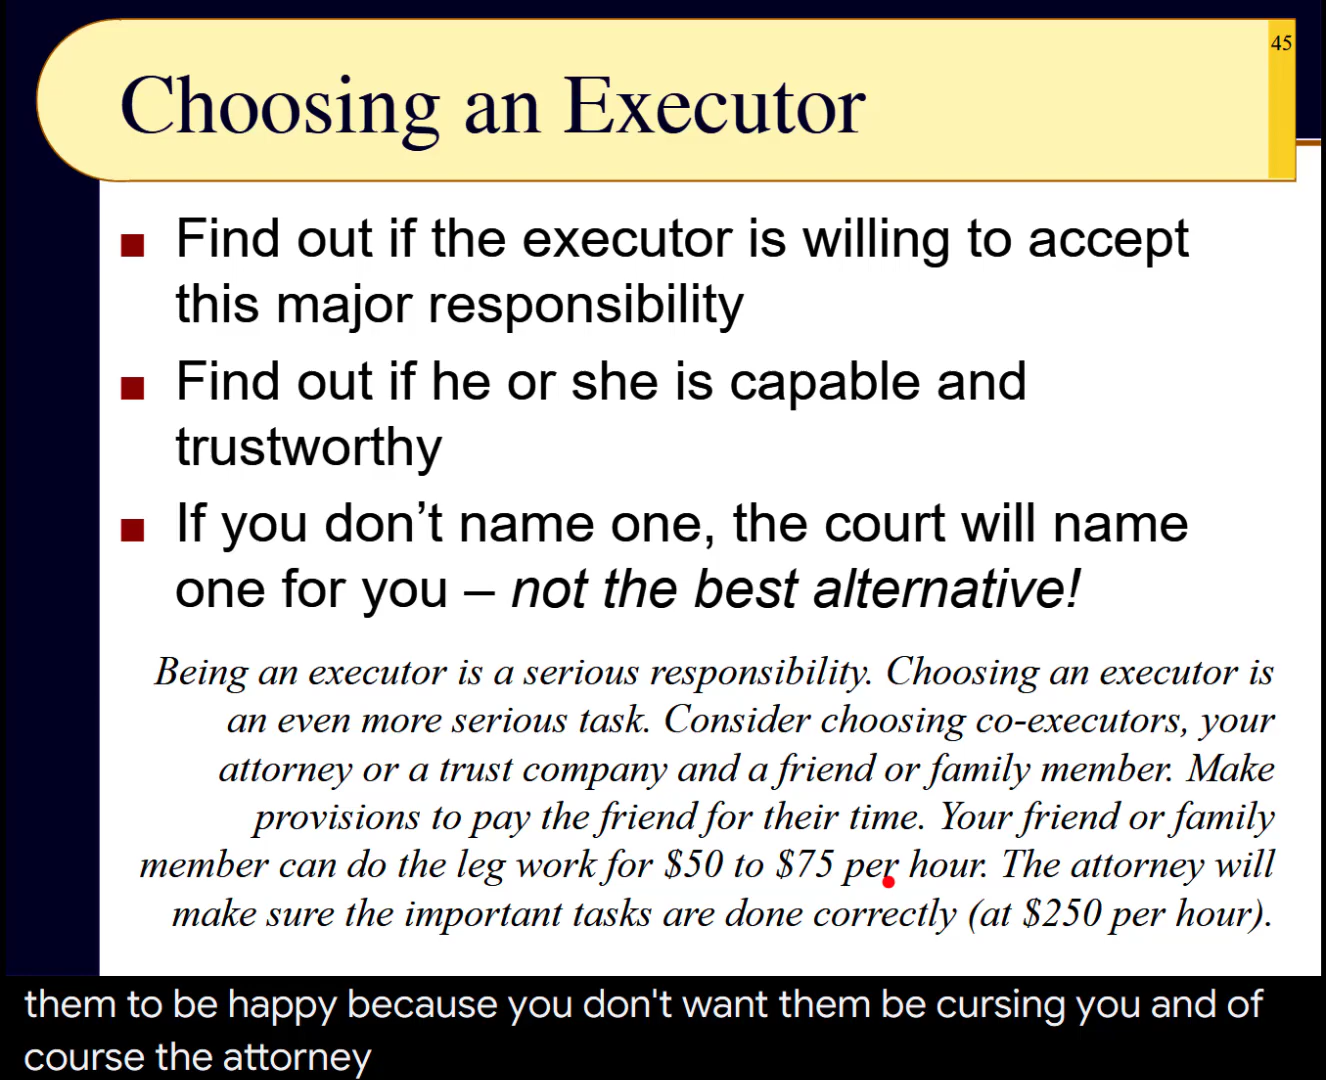 45
Choosing an Executor
Find out if the executor is willing to accept
this major responsibility
Find out if he or she is capable and
trustworthy
If you don’t name one, the court will name
one for you – not the best alternative!
Being an executor is a serious responsibility. Choosing an executor is
an even more serious task. Consider choosing co-executors, your
attorney or a trust company and a friend or family member. Make
provisions to pay the friend for their time. Your friend or family
member can do the leg work for $50 to $75 per hour. The attorney will
make sure the important tasks are done correctly (at $250 per hour).
them to be happy because you don't want them be cursing you and of
course the attorney